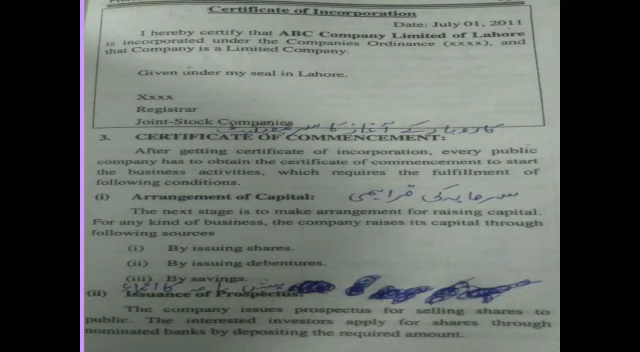 Certificate of Incorporation
Date: July 01, 2011
I hereby certify that ABC Company Limited of Lahore
is incorporated under the Companies Ordinance (xxxx), and
that Company is a Limited Company.
Given under my seal in Lahore.
Xxxx
Registrar
Joint-Stock Companies
کاروبار کے آغاز کا سرٹیفکیٹ
3. CERTIFICATE OF COMMENCEMENT:
After getting certificate of incorporation, every public
company has to obtain the certificate of commencement to start
the business activities, which requires the fulfillment of
following conditions.
(i) Arrangement of Capital: سرمایہ کی فراہمی
The next stage is to make arrangement for raising capital.
For any kind of business, the company raises its capital through
following sources
(i) By issuing shares.
(ii) By issuing debentures.
(iii) By savings.
(ii) Issuance of Prospectus:
The company issues prospectus for selling shares to
public. The interested investors apply for shares through
nominated banks by depositing the required amount.